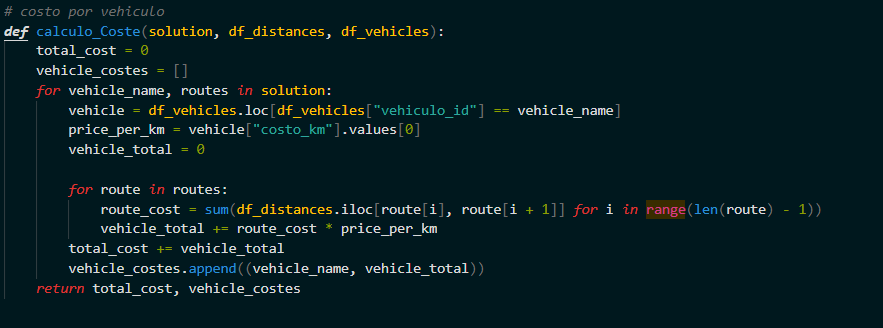 # costo por vehiculo
def calculo_Coste(solution, df_distances, df_vehicles):
    total_cost = 0
    vehicle_costes = []
    for vehicle_name, routes in solution:
        vehicle = df_vehicles.loc[df_vehicles["vehiculo_id"] == vehicle_name]
        price_per_km = vehicle["costo_km"].values[0]
        vehicle_total = 0

        for route in routes:
            route_cost = sum(df_distances.iloc[route[i], route[i + 1]] for i in range(len(route) - 1))
            vehicle_total += route_cost * price_per_km
        total_cost += vehicle_total
        vehicle_costes.append((vehicle_name, vehicle_total))
    return total_cost, vehicle_costes